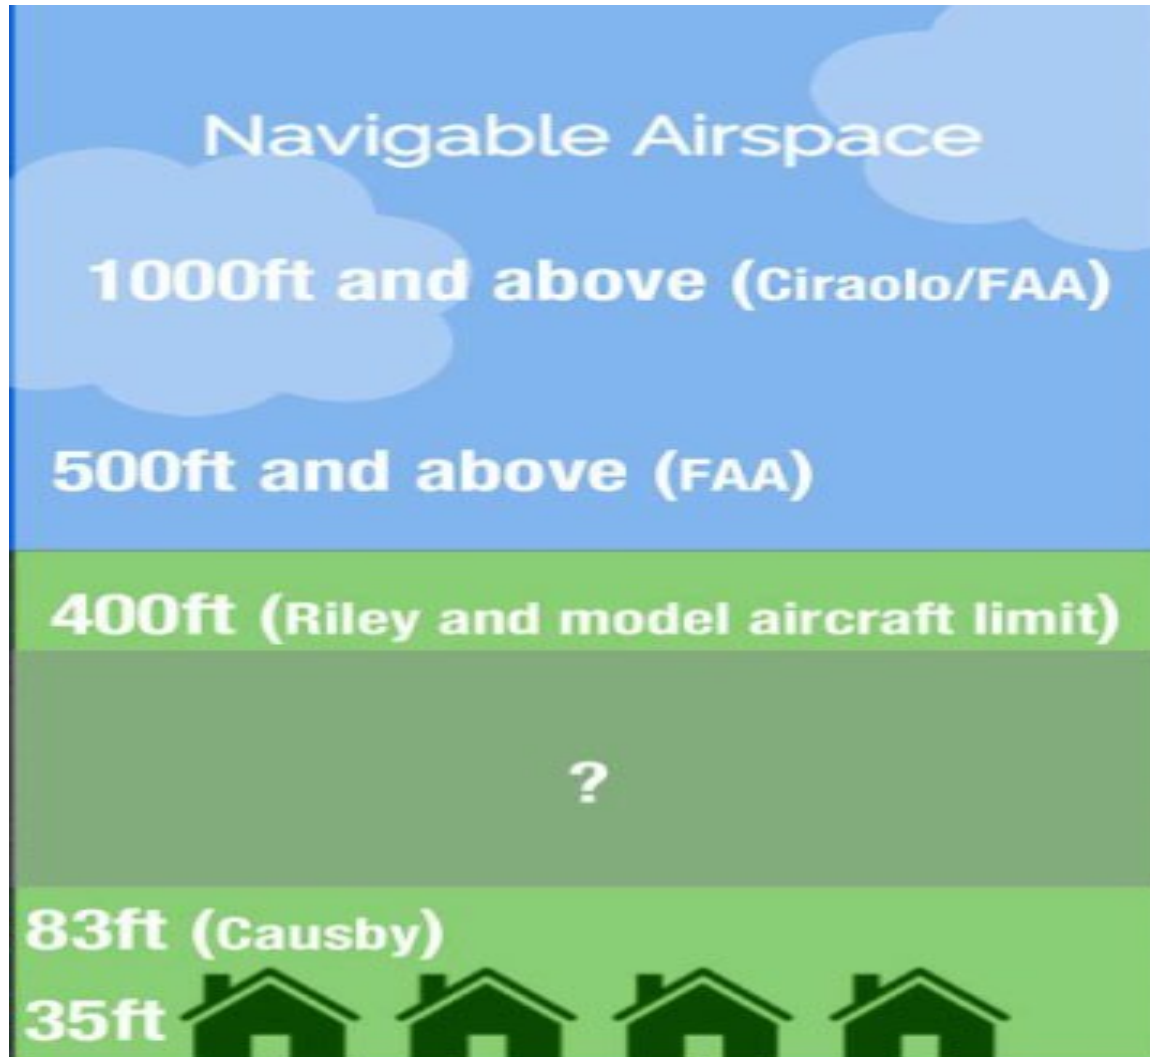 Navigable Airspace
1000ft and above (Ciraolo/FAA)
500ft and above (FAA)
400ft (Riley and model aircraft limit)
?
83ft (Causby)
35ft